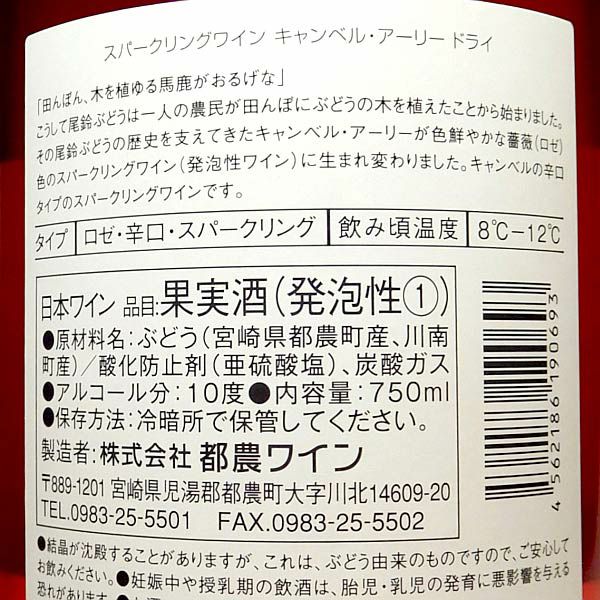 スパークリングワイン キャンベル・アーリー ドライ
「田んぼん、木を植ゆる馬鹿がおるげな」
こうして尾鈴ぶどうは一人の農民が田んぼにぶどうの木を植えたことから始まりました。
その尾鈴ぶどうの歴史を支えてきたキャンベル・アーリーが色鮮やかな薔薇(ロゼ)
色のスパークリングワイン(発泡性ワイン)に生まれ変わりました。キャンベルの辛口
タイプのスパークリングワインです。
タイプ ロゼ・辛口・スパークリング 飲み頃温度 8℃－12℃
日本ワイン 品目:果実酒(発泡性①)
●原材料名:ぶどう(宮崎県都農町産、川南
町産)/酸化防止剤(亜硫酸塩)、炭酸ガス
●アルコール分:10度●内容量:750ml
●保存方法:冷暗所で保管してください。
製造者:株式会社 都農ワイン
〒889-1201 宮崎県児湯郡都農町大字川北14609-20
TEL.0983-25-5501 FAX.0983-25-5502
4 562186 190693
●結晶が沈殿することがありますが、これは、ぶどう由来のものですので、ご安心して
お飲みください。●妊娠中や授乳期の飲酒は、胎児・乳児の発育に悪影響を与える
恐れがあります。